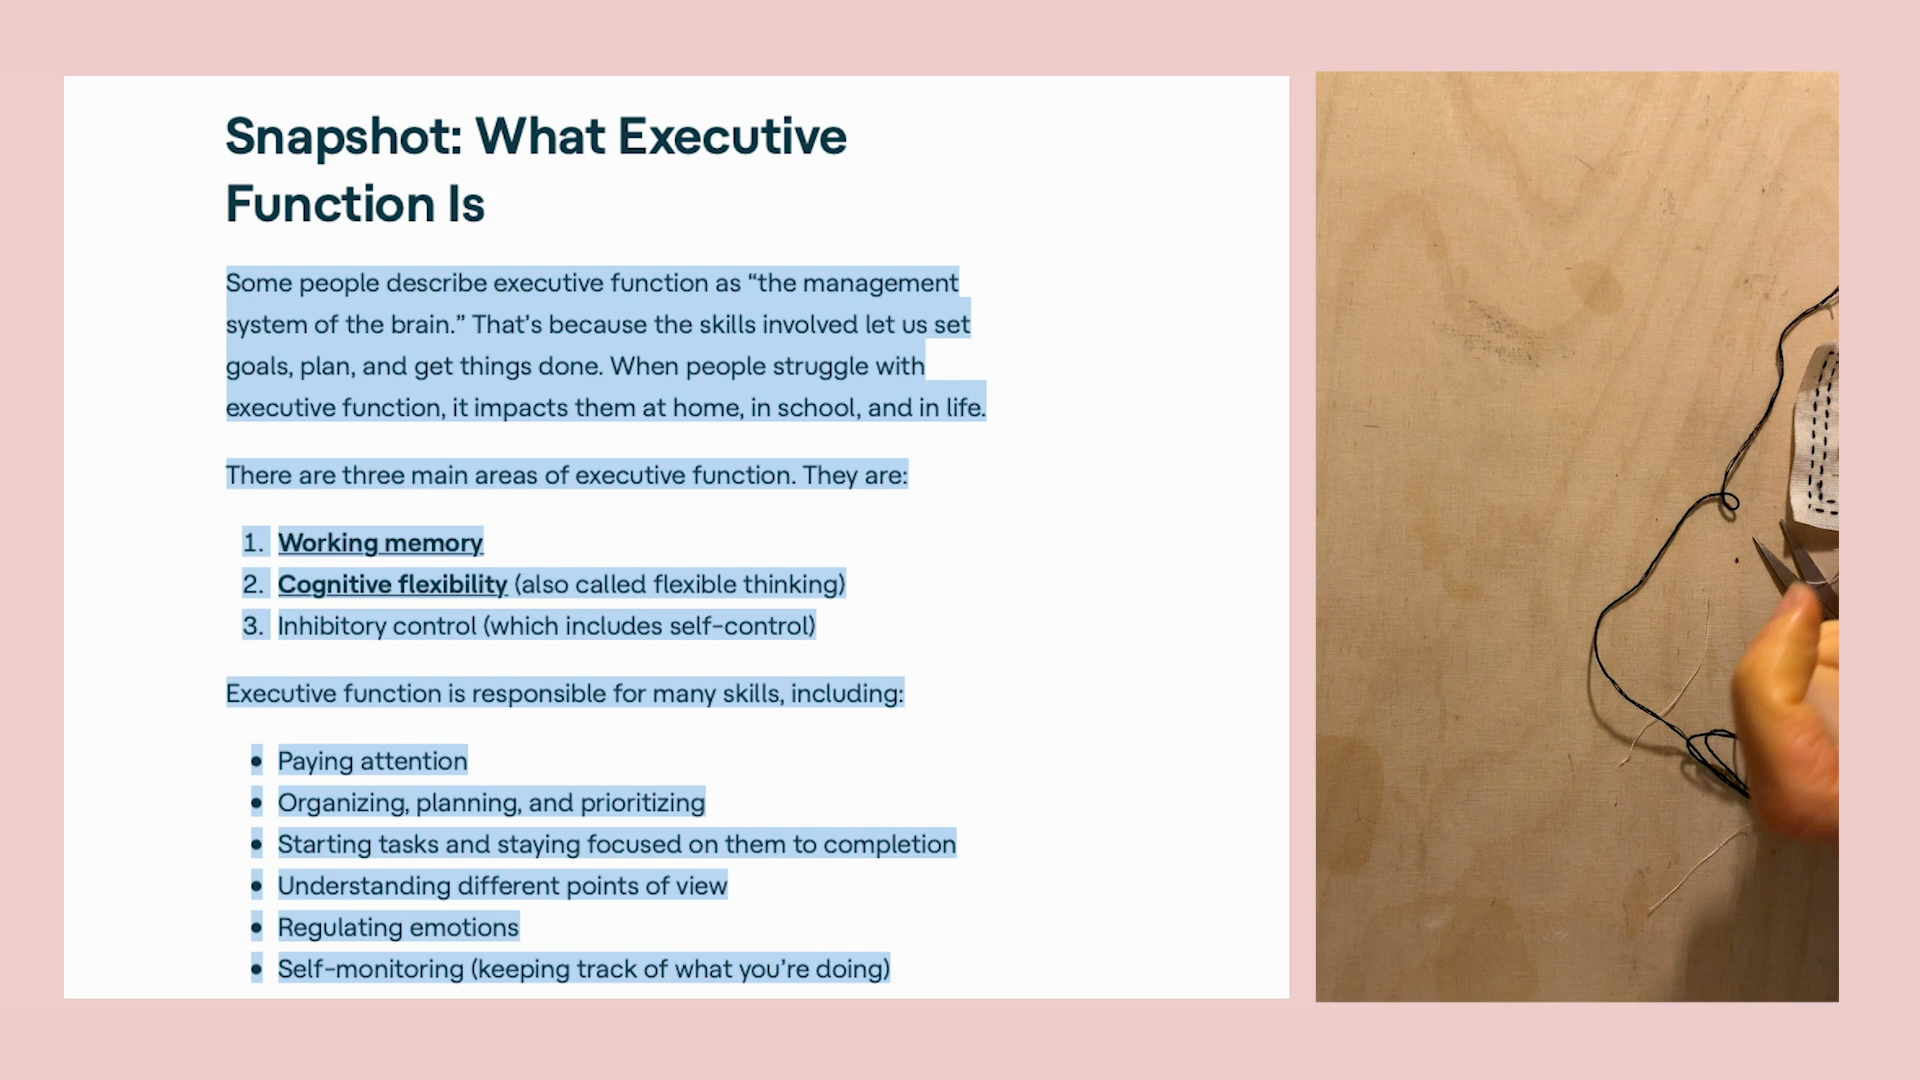 Snapshot: What Executive
Function Is
Some people describe executive function as “the management
system of the brain.” That’s because the skills involved let us set
goals, plan, and get things done. When people struggle with
executive function, it impacts them at home, in school, and in life.
There are three main areas of executive function. They are:
1. Working memory
2. Cognitive flexibility (also called flexible thinking)
3. Inhibitory control (which includes self-control)
Executive function is responsible for many skills, including:
• Paying attention
• Organizing, planning, and prioritizing
• Starting tasks and staying focused on them to completion
• Understanding different points of view
• Regulating emotions
• Self-monitoring (keeping track of what you’re doing)